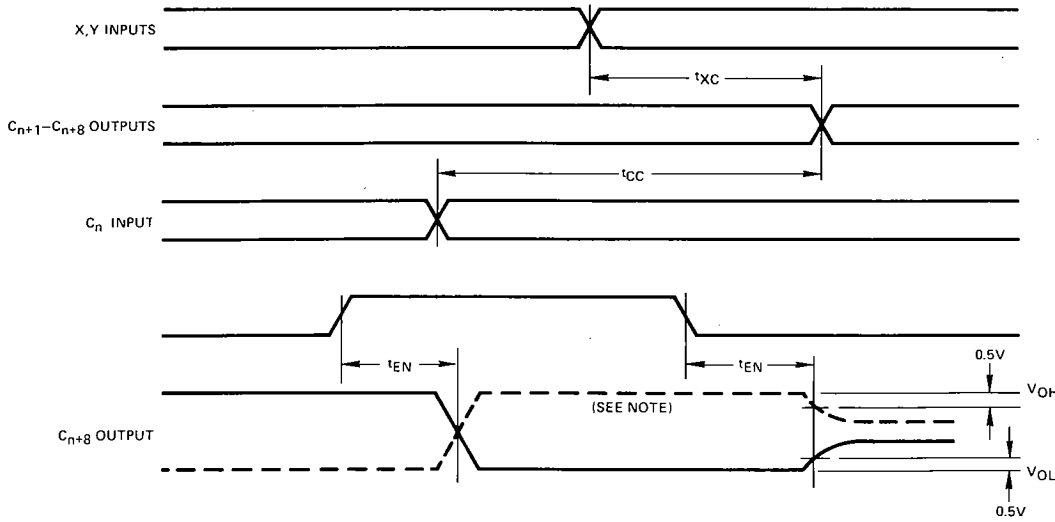 X,Y INPUTS
tXC
Cn+1–Cn+8 OUTPUTS
tCC
Cn INPUT
tEN
tEN
0.5V
VOH
(SEE NOTE)
Cn+8 OUTPUT
VOL
0.5V